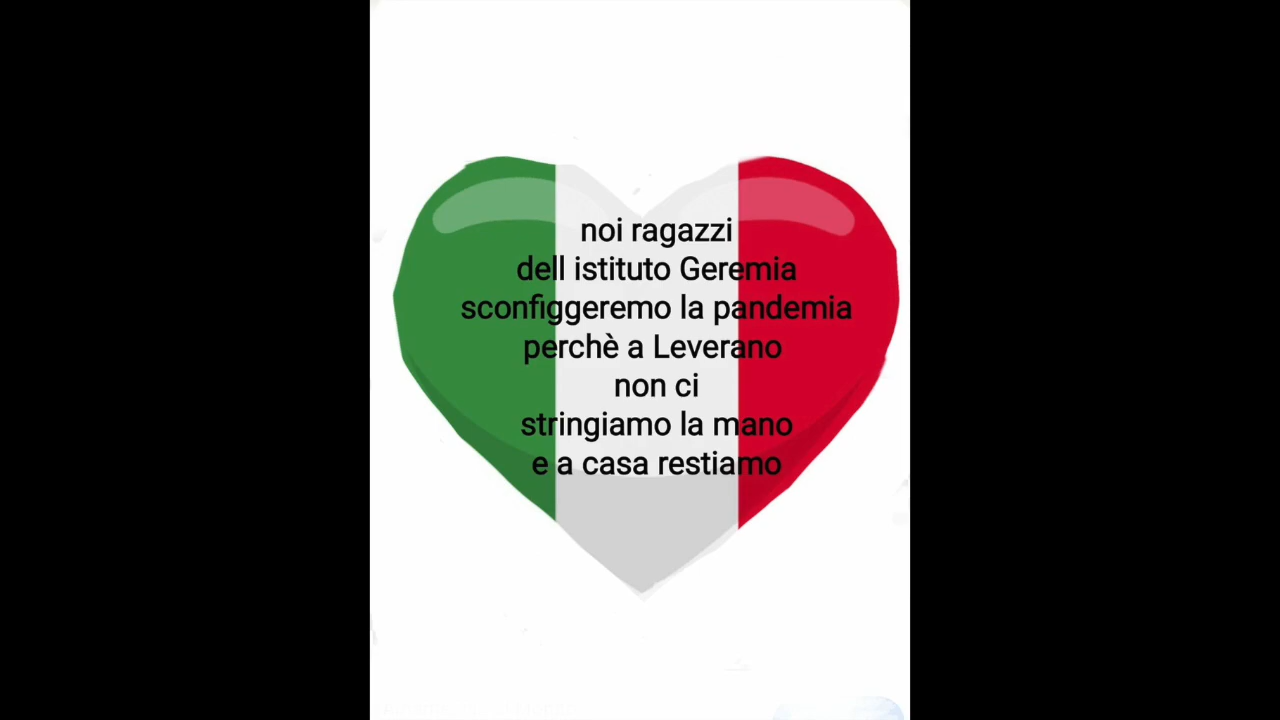 noi ragazzi
dell istituto Geremia
sconfiggeremo la pandemia
perchè a Leverano
non ci
stringiamo la mano
e a casa restiamo